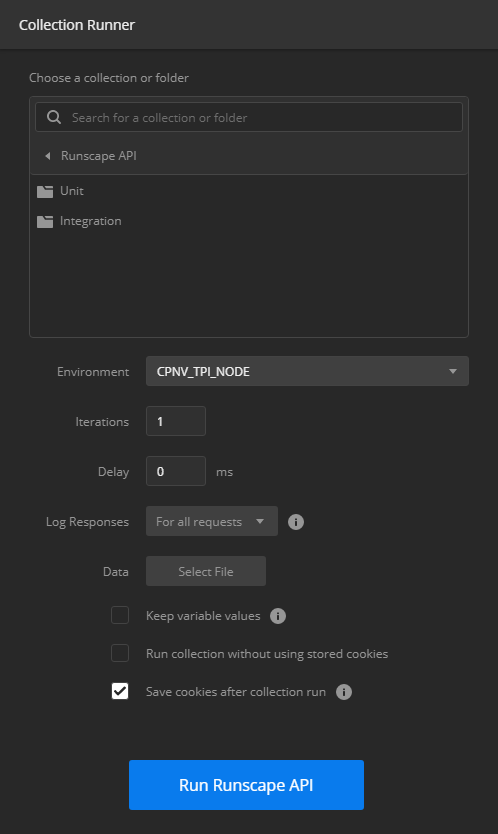 Collection Runner
Choose a collection or folder
Search for a collection or folder
Runscape API
Unit
Integration
Environment CPNV_TPI_NODE
Iterations 1
Delay 0 ms
Log Responses For all requests
Data Select File
Keep variable values
Run collection without using stored cookies
Save cookies after collection run
Run Runscape API